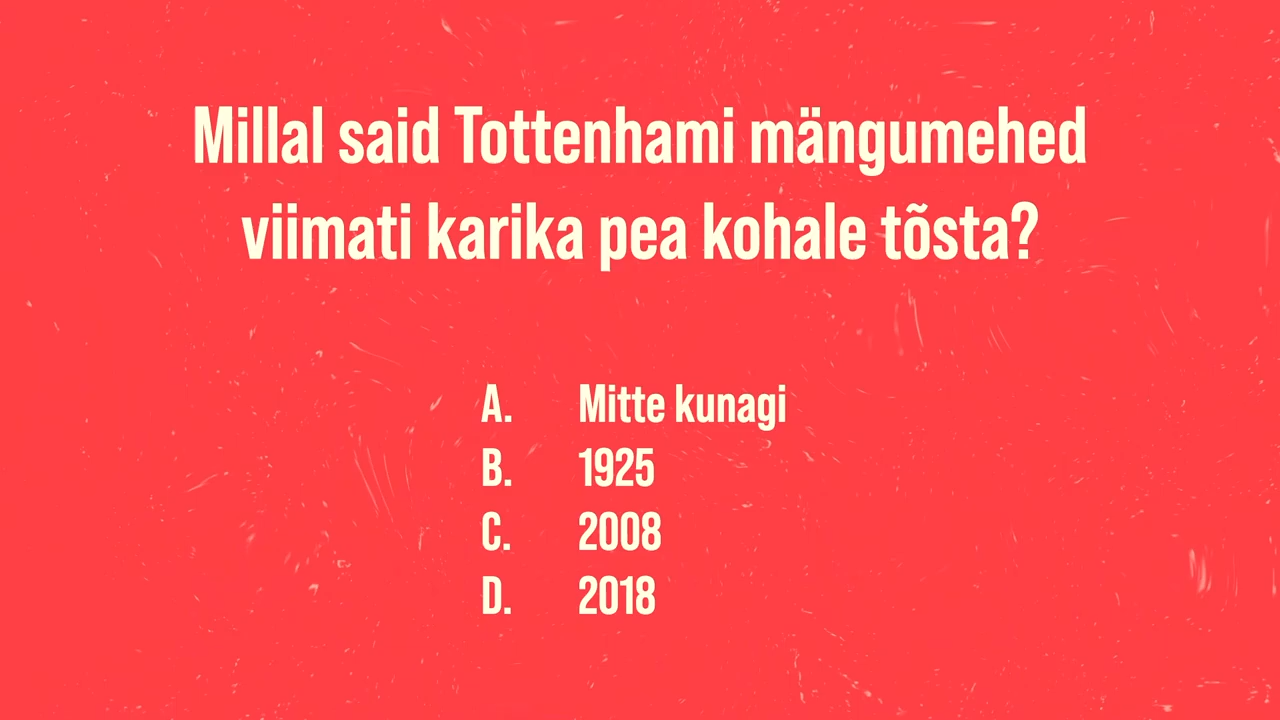 Millal said Tottenhami mängumehed
viimati karika pea kohale tõsta?
A. Mitte kunagi
B. 1925
C. 2008
D. 2018